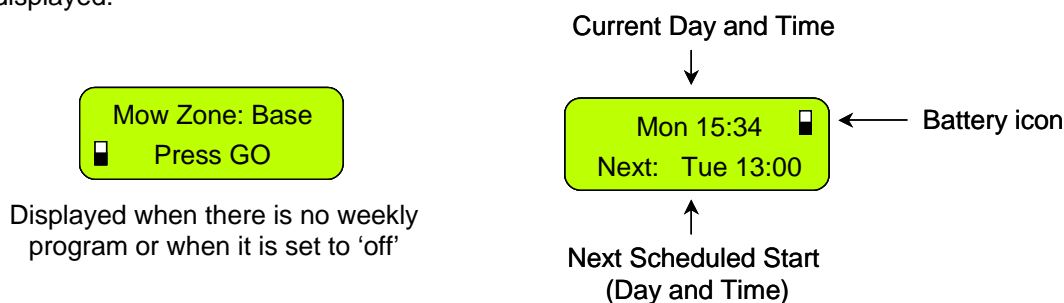 displayed.
Current Day and Time
Mow Zone: Base
Press GO
Mon 15:34
Next: Tue 13:00
Battery icon
Displayed when there is no weekly
program or when it is set to ‘off’
Next Scheduled Start
(Day and Time)